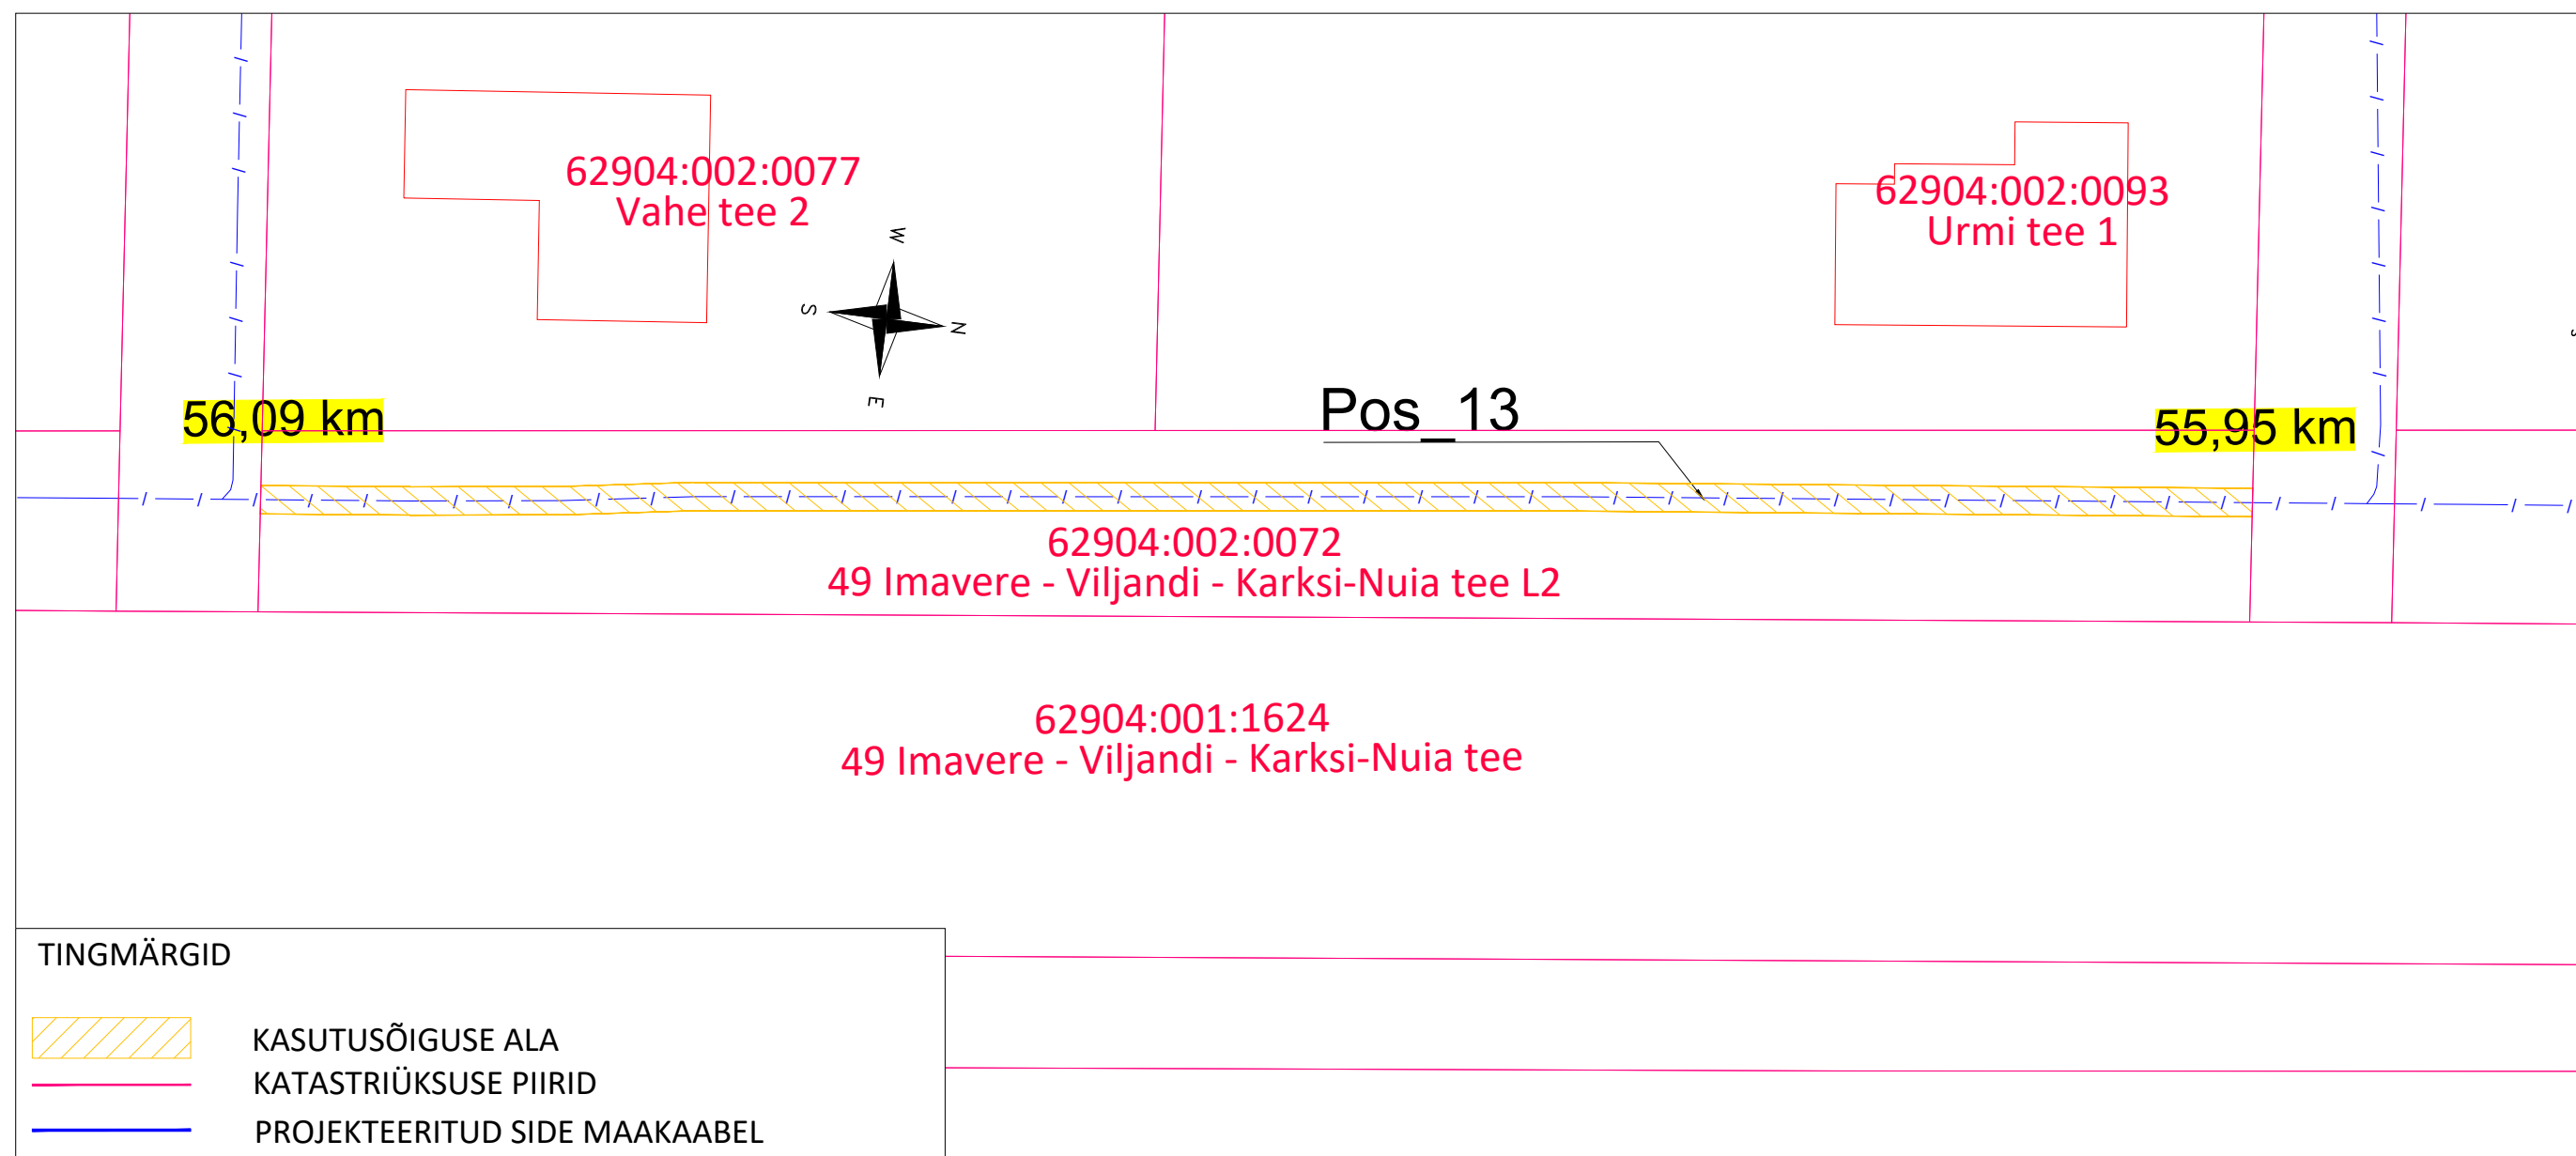 62904:002:0077
Vahe tee 2
62904:002:0093
Urmi tee 1
W
S
N
E
56,09 km
Pos_13
55,95 km
62904:002:0072
49 Imavere - Viljandi - Karksi-Nuia tee L2
62904:001:1624
49 Imavere - Viljandi - Karksi-Nuia tee
TINGMÄRGID
KASUTUSÕIGUSE ALA
KATASTRIÜKSUSE PIIRID
PROJEKTEERITUD SIDE MAAKAABEL